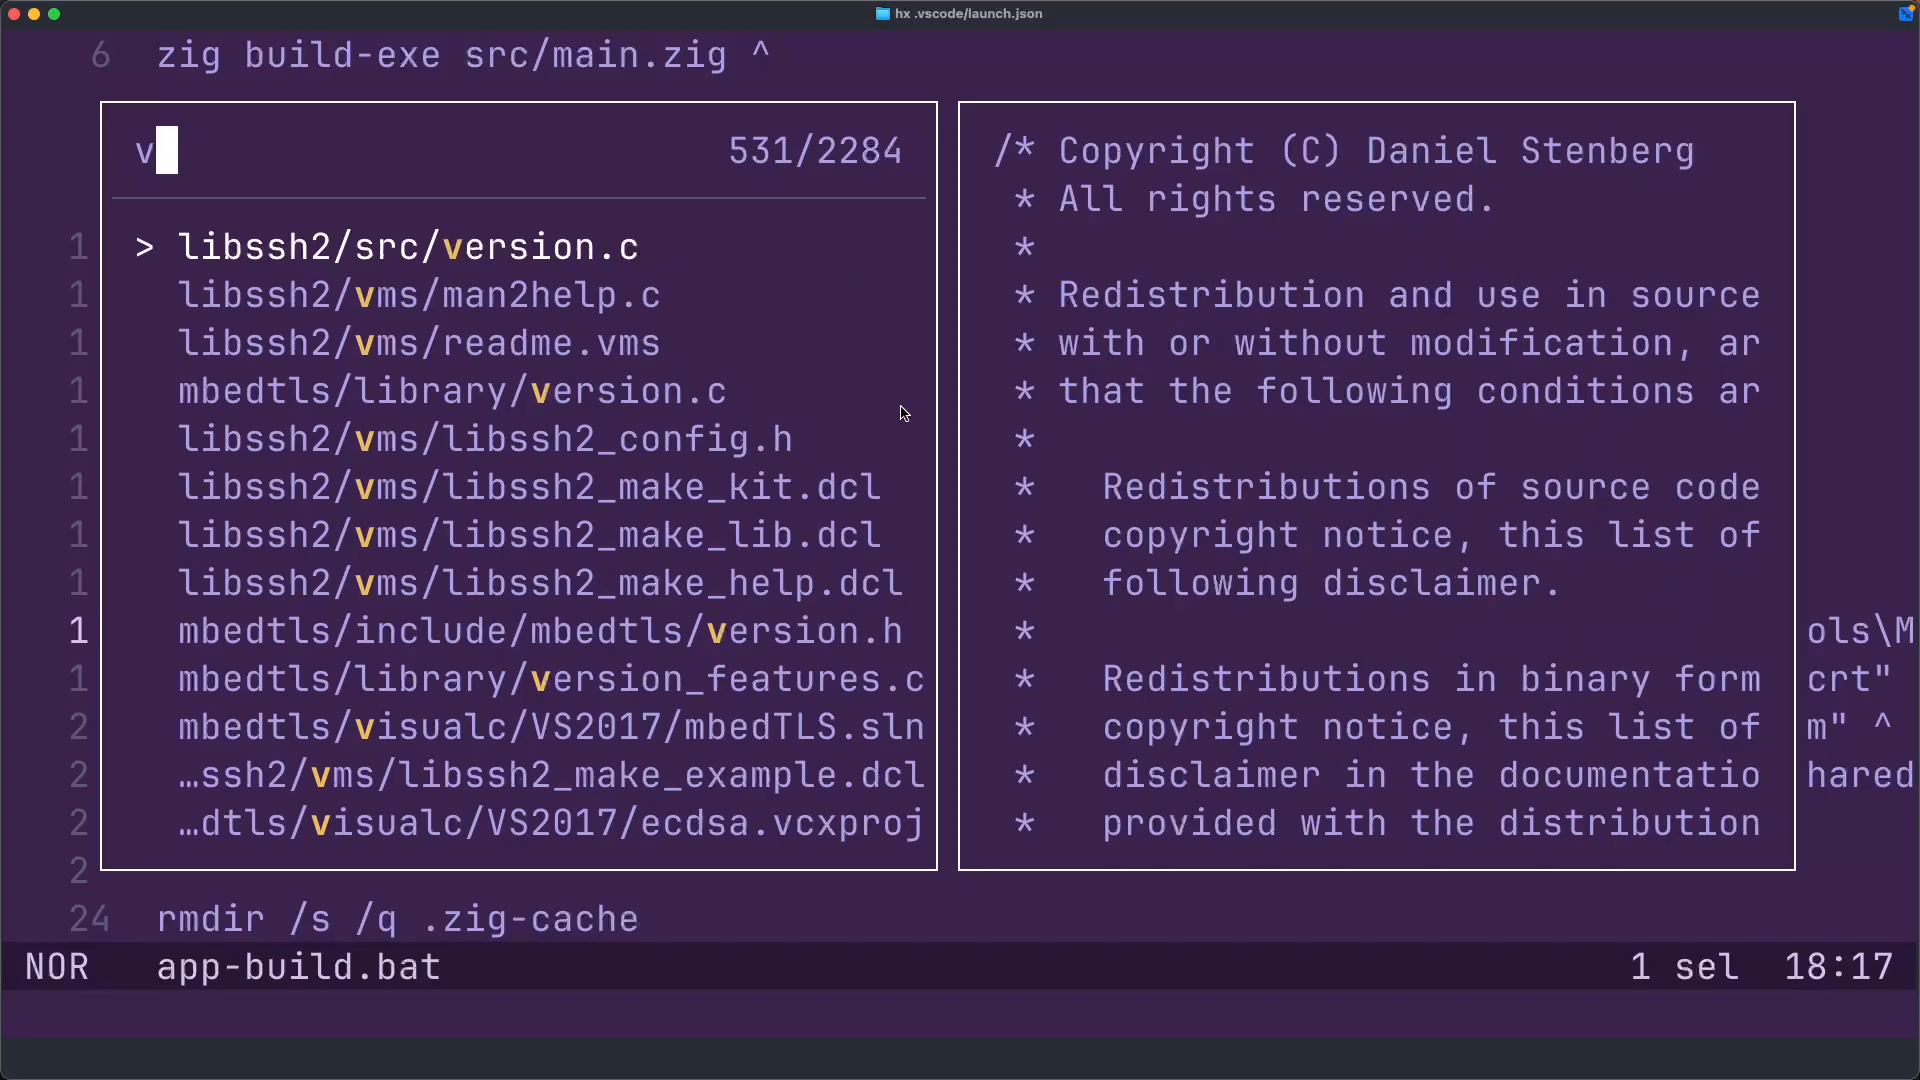 hx .vscode/launch.json
6 zig build-exe src/main.zig ^
v 531/2284
1 > libssh2/src/version.c
1 libssh2/vms/man2help.c
1 libssh2/vms/readme.vms
1 mbedtls/library/version.c
1 libssh2/vms/libssh2_config.h
1 libssh2/vms/libssh2_make_kit.dcl
1 libssh2/vms/libssh2_make_lib.dcl
1 libssh2/vms/libssh2_make_help.dcl
1 mbedtls/include/mbedtls/version.h
1 mbedtls/library/version_features.c
2 mbedtls/visualc/VS2017/mbedTLS.sln
2 …ssh2/vms/libssh2_make_example.dcl
2 …dtls/visualc/VS2017/ecdsa.vcxproj
2
/* Copyright (C) Daniel Stenberg
* All rights reserved.
*
* Redistribution and use in source
* with or without modification, ar
* that the following conditions ar
*
* Redistributions of source code
* copyright notice, this list of
* following disclaimer.
*
* Redistributions in binary form
* copyright notice, this list of
* disclaimer in the documentatio
* provided with the distribution
ols\M
crt"
m" ^
hared
24 rmdir /s /q .zig-cache
NOR app-build.bat 1 sel 18:17